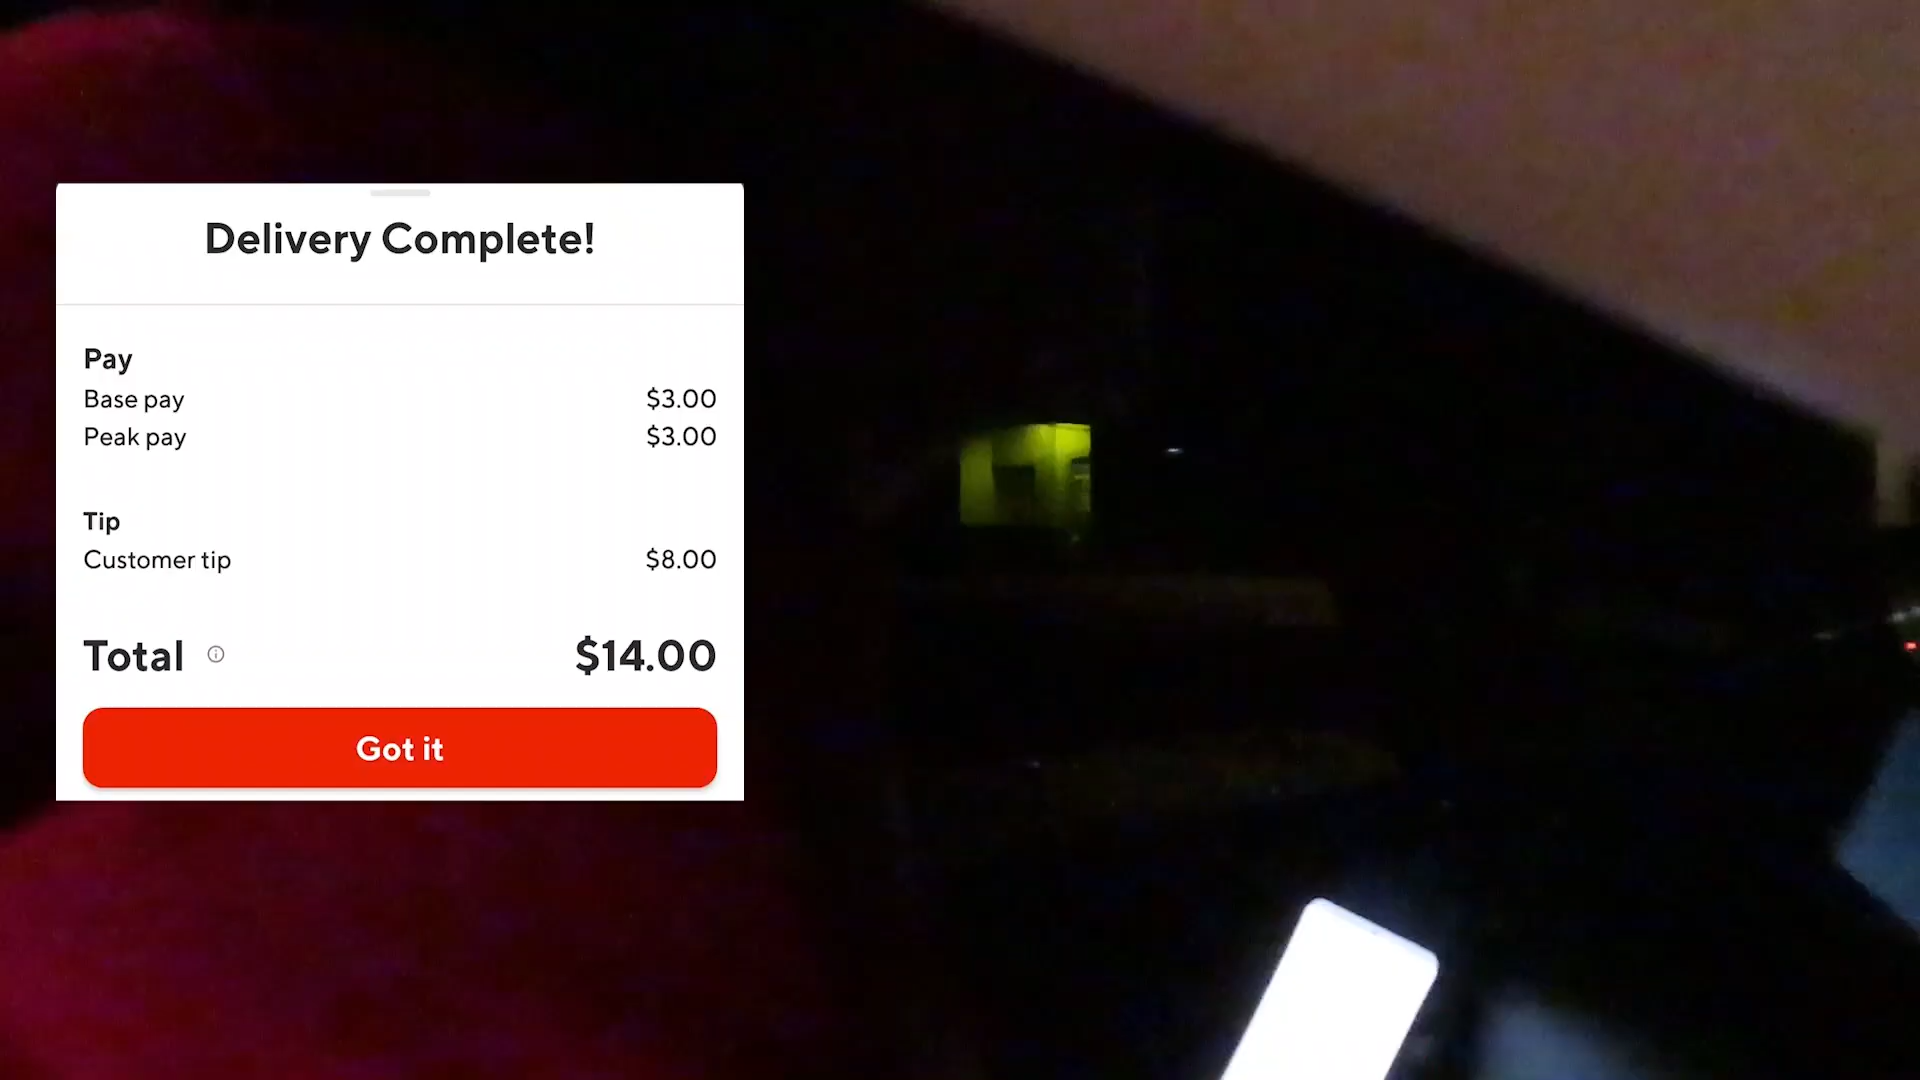 Delivery Complete!
Pay
Base pay $3.00
Peak pay $3.00
Tip
Customer tip $8.00
Total $14.00
Got it